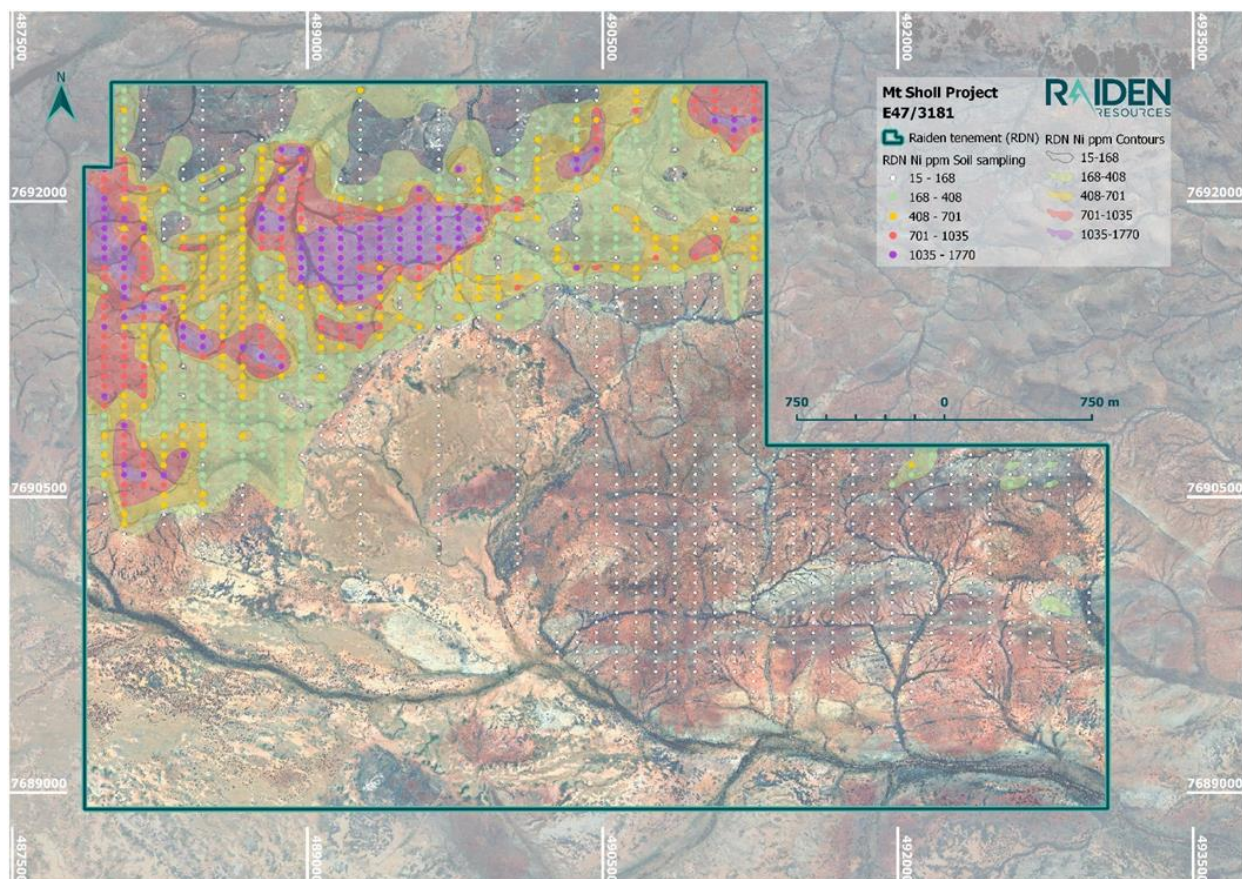 487500
489000
490500
492000
493500
N
Mt Sholl Project
E47/3181
RAIDEN
RESOURCES
Raiden tenement (RDN)
RDN Ni ppm Soil sampling
15 - 168
168 - 408
408 - 701
701 - 1035
1035 - 1770
RDN Ni ppm Contours
15-168
168-408
408-701
701-1035
1035-1770
7692000
7692000
750
0
750 m
7690500
7690500
7689000
7689000
487500
489000
490500
492000
493500